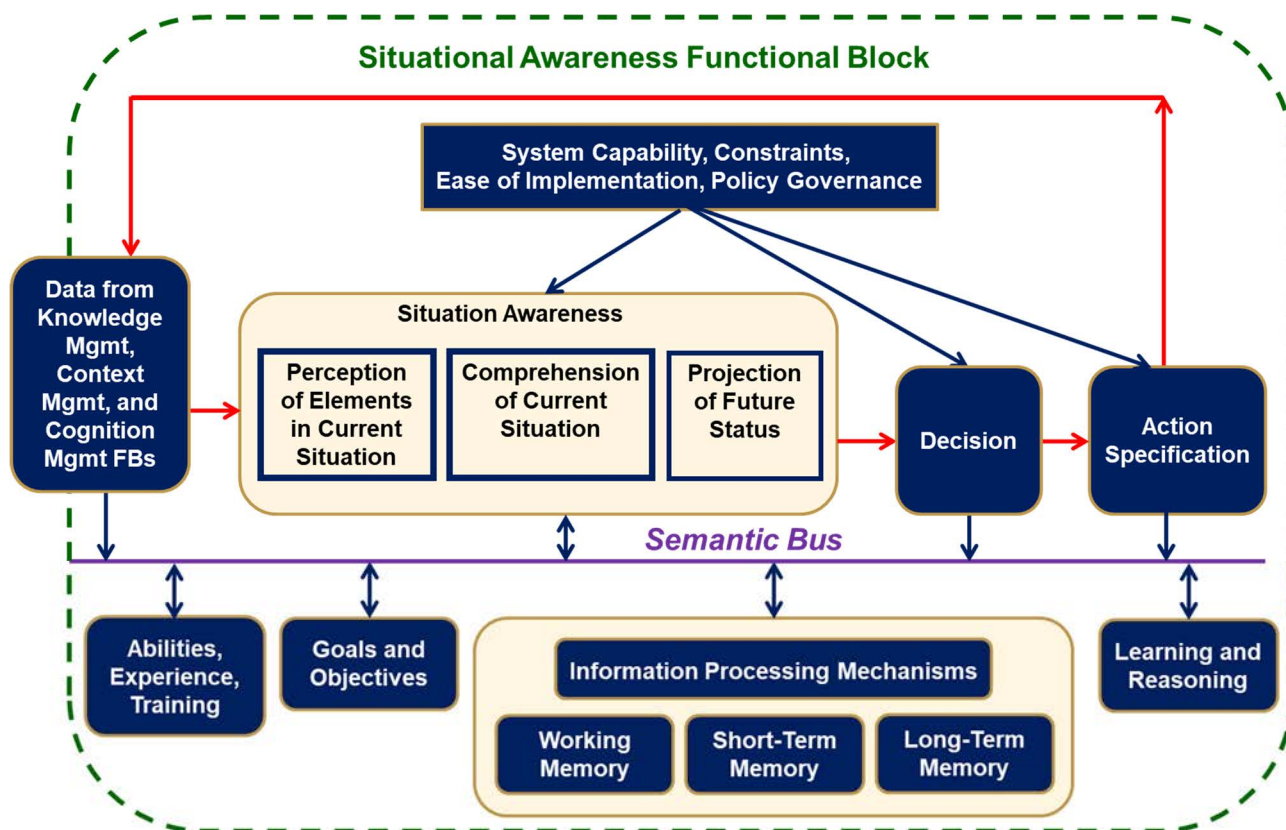 Situational Awareness Functional Block
System Capability, Constraints,
Ease of Implementation, Policy Governance
Data from
Knowledge
Mgmt,
Context
Mgmt, and
Cognition
Mgmt FBs
Situation Awareness
Perception
of Elements
in Current
Situation
Comprehension
of Current
Situation
Projection
of Future
Status
Decision
Action
Specification
Semantic Bus
Abilities,
Experience,
Training
Goals and
Objectives
Information Processing Mechanisms
Working
Memory
Short-Term
Memory
Long-Term
Memory
Learning and
Reasoning